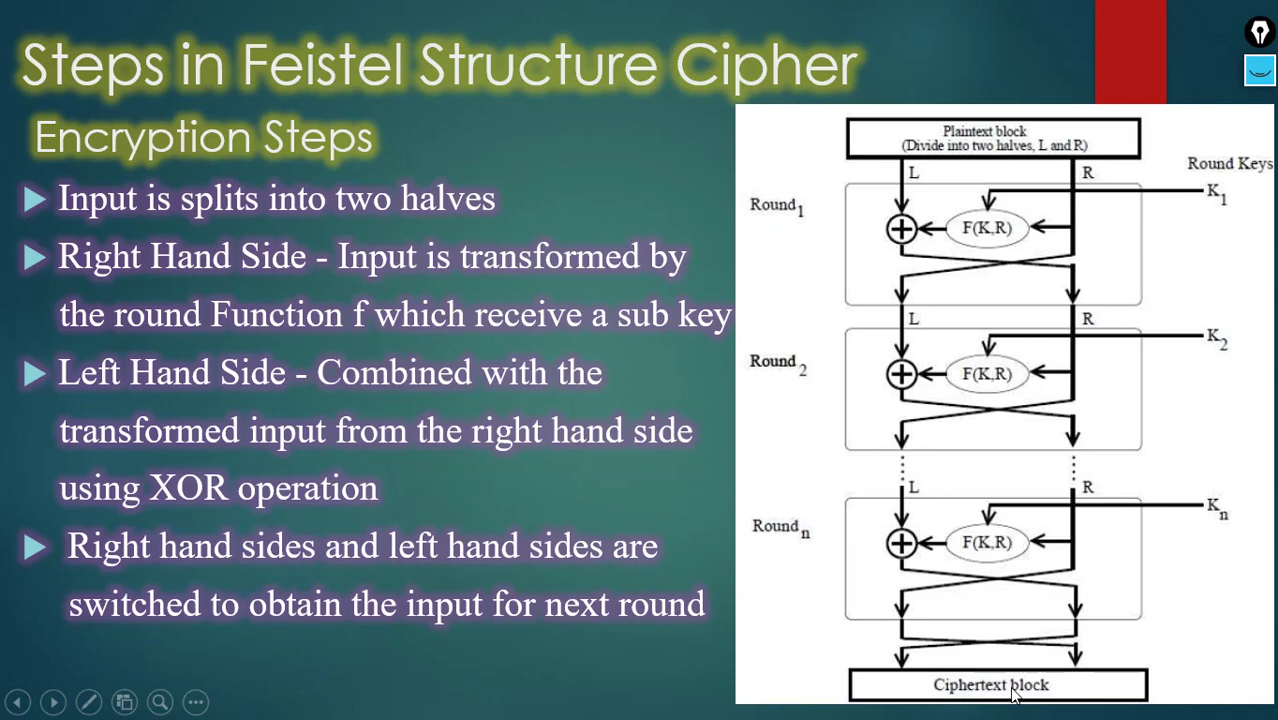 Steps in Feistel Structure Cipher
Encryption Steps
Input is splits into two halves
Right Hand Side - Input is transformed by
the round Function f which receive a sub key
Left Hand Side - Combined with the
transformed input from the right hand side
using XOR operation
Right hand sides and left hand sides are
switched to obtain the input for next round
Plaintext block
(Divide into two halves, L and R)
Round Keys
L
R
K1
Round1
F(K,R)
L
R
K2
Round2
F(K,R)
L
R
Kn
Roundn
F(K,R)
Ciphertext block